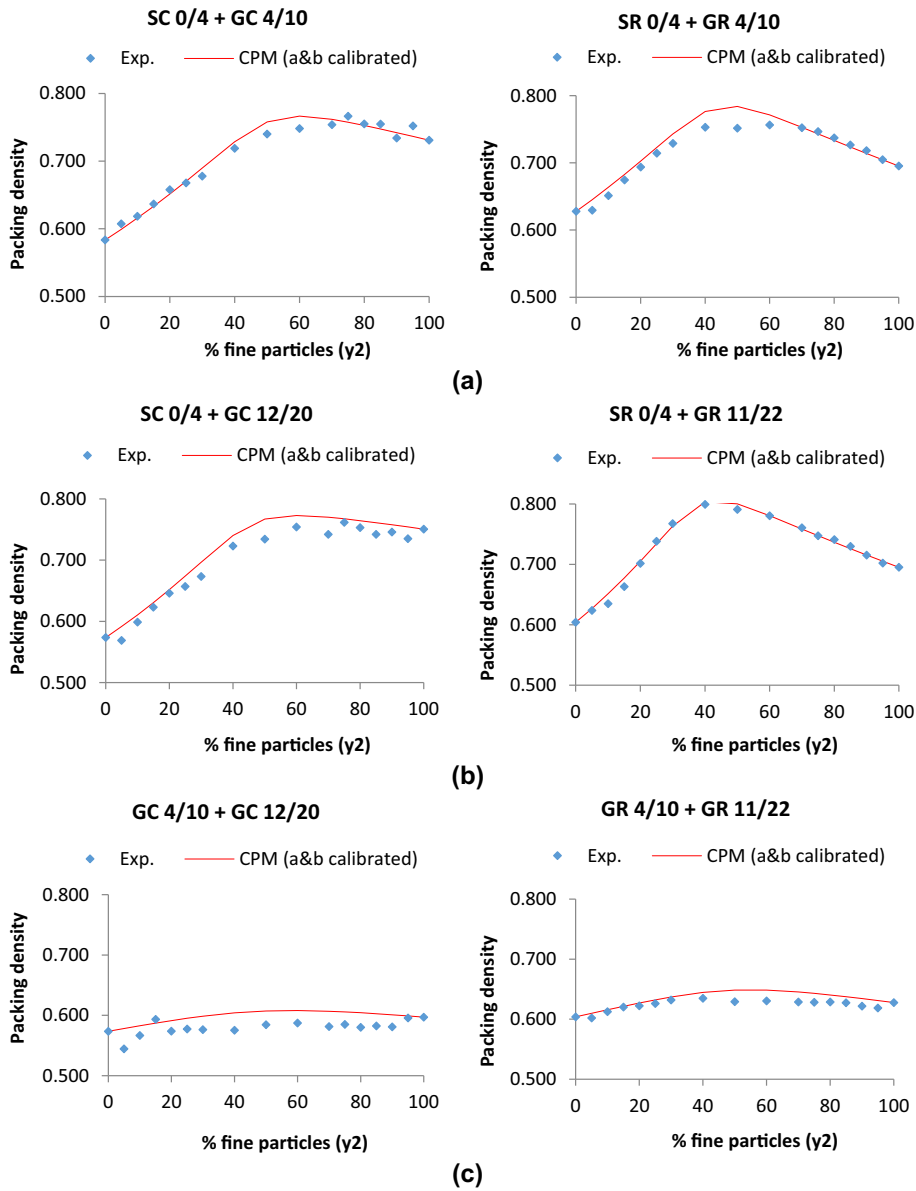 SC 0/4 + GC 4/10
Exp.
CPM (a&b calibrated)
0.800
0.700
0.600
0.500
Packing density
0 20 40 60 80 100
% fine particles (y2)
SR 0/4 + GR 4/10
Exp.
CPM (a&b calibrated)
0.800
0.700
0.600
0.500
Packing density
0 20 40 60 80 100
% fine particles (y2)
(a)
SC 0/4 + GC 12/20
Exp.
CPM (a&b calibrated)
0.800
0.700
0.600
0.500
Packing density
0 20 40 60 80 100
% fine particles (y2)
SR 0/4 + GR 11/22
Exp.
CPM (a&b calibrated)
0.800
0.700
0.600
0.500
Packing density
0 20 40 60 80 100
% fine particles (y2)
(b)
GC 4/10 + GC 12/20
Exp.
CPM (a&b calibrated)
0.800
0.700
0.600
0.500
Packing density
0 20 40 60 80 100
% fine particles (y2)
GR 4/10 + GR 11/22
Exp.
CPM (a&b calibrated)
0.800
0.700
0.600
0.500
Packing density
0 20 40 60 80 100
% fine particles (y2)
(c)